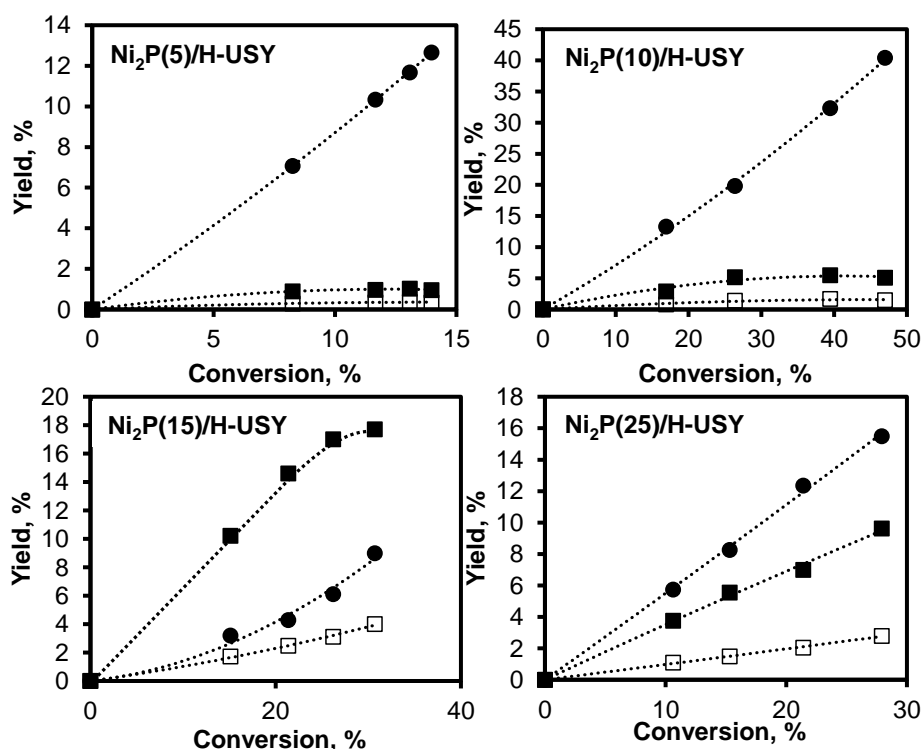 Ni₂P(5)/H-USY
Yield, %
14
12
10
8
6
4
2
0
0 5 10 15
Conversion, %
Ni₂P(10)/H-USY
Yield, %
45
40
35
30
25
20
15
10
5
0
0 10 20 30 40 50
Conversion, %
Ni₂P(15)/H-USY
Yield, %
20
18
16
14
12
10
8
6
4
2
0
0 20 40
Conversion, %
Ni₂P(25)/H-USY
Yield, %
18
16
14
12
10
8
6
4
2
0
0 10 20 30
Conversion, %